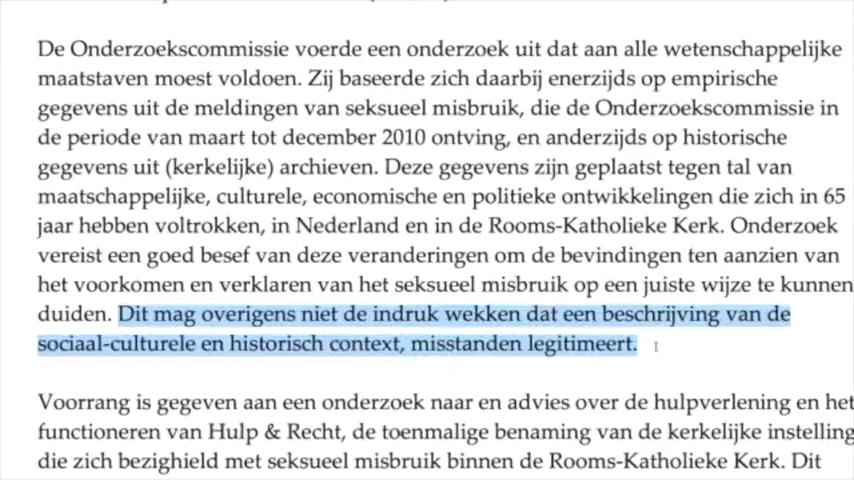 De Onderzoekscommissie voerde een onderzoek uit dat aan alle wetenschappelijke
maatstaven moest voldoen. Zij baseerde zich daarbij enerzijds op empirische
gegevens uit de meldingen van seksueel misbruik, die de Onderzoekscommissie in
de periode van maart tot december 2010 ontving, en anderzijds op historische
gegevens uit (kerkelijke) archieven. Deze gegevens zijn geplaatst tegen tal van
maatschappelijke, culturele, economische en politieke ontwikkelingen die zich in 65
jaar hebben voltrokken, in Nederland en in de Rooms-Katholieke Kerk. Onderzoek
vereist een goed besef van deze veranderingen om de bevindingen ten aanzien van
het voorkomen en verklaren van het seksueel misbruik op een juiste wijze te kunnen
duiden. Dit mag overigens niet de indruk wekken dat een beschrijving van de
sociaal-culturele en historisch context, misstanden legitimeert.
Voorrang is gegeven aan een onderzoek naar en advies over de hulpverlening en het
functioneren van Hulp & Recht, de toenmalige benaming van de kerkelijke instelling
die zich bezighield met seksueel misbruik binnen de Rooms-Katholieke Kerk. Dit